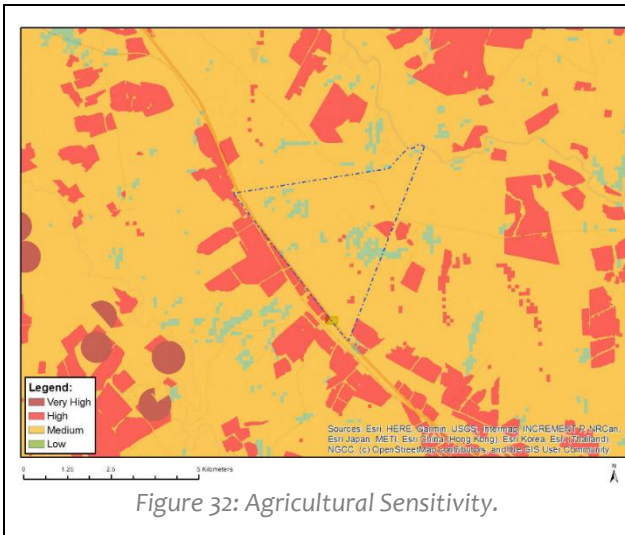 Legend:
Very High
High
Medium
Low
Sources: Esri, HERE, Garmin, USGS, Intermap, INCREMENT P, NRCan,
Esri Japan, METI, Esri China (Hong Kong), Esri Korea, Esri (Thailand),
NGCC, (c) OpenStreetMap contributors, and the GIS User Community
0 1.25 2.5 5 Kilometers
N
Figure 32: Agricultural Sensitivity.